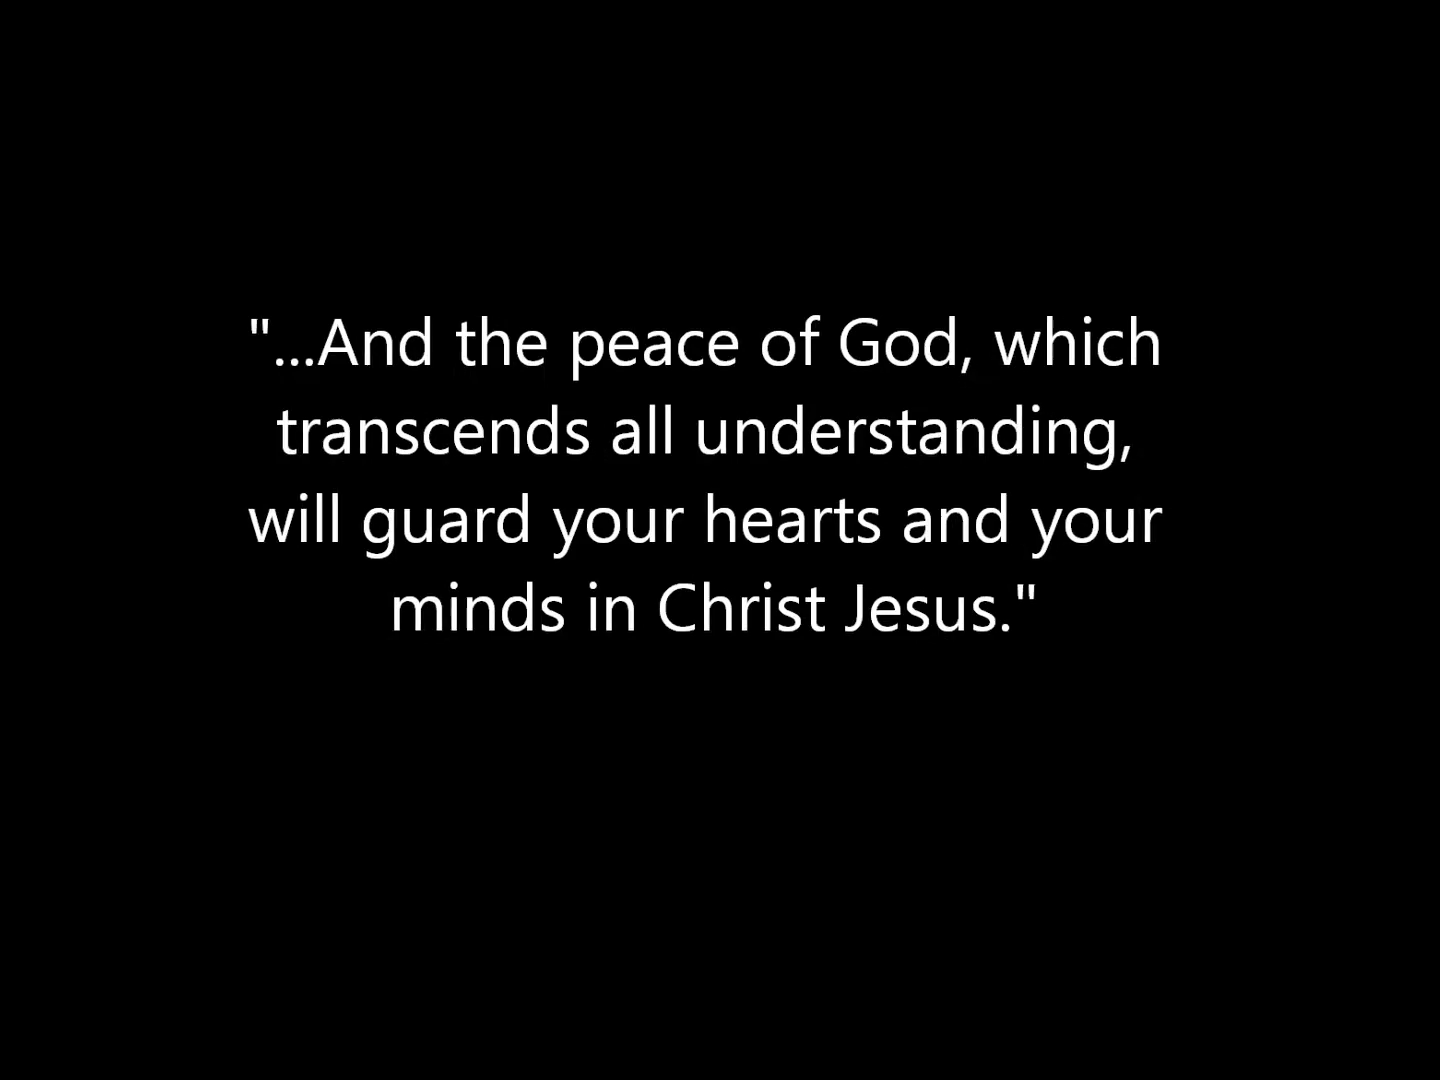 "...And the peace of God, which
transcends all understanding,
will guard your hearts and your
minds in Christ Jesus."